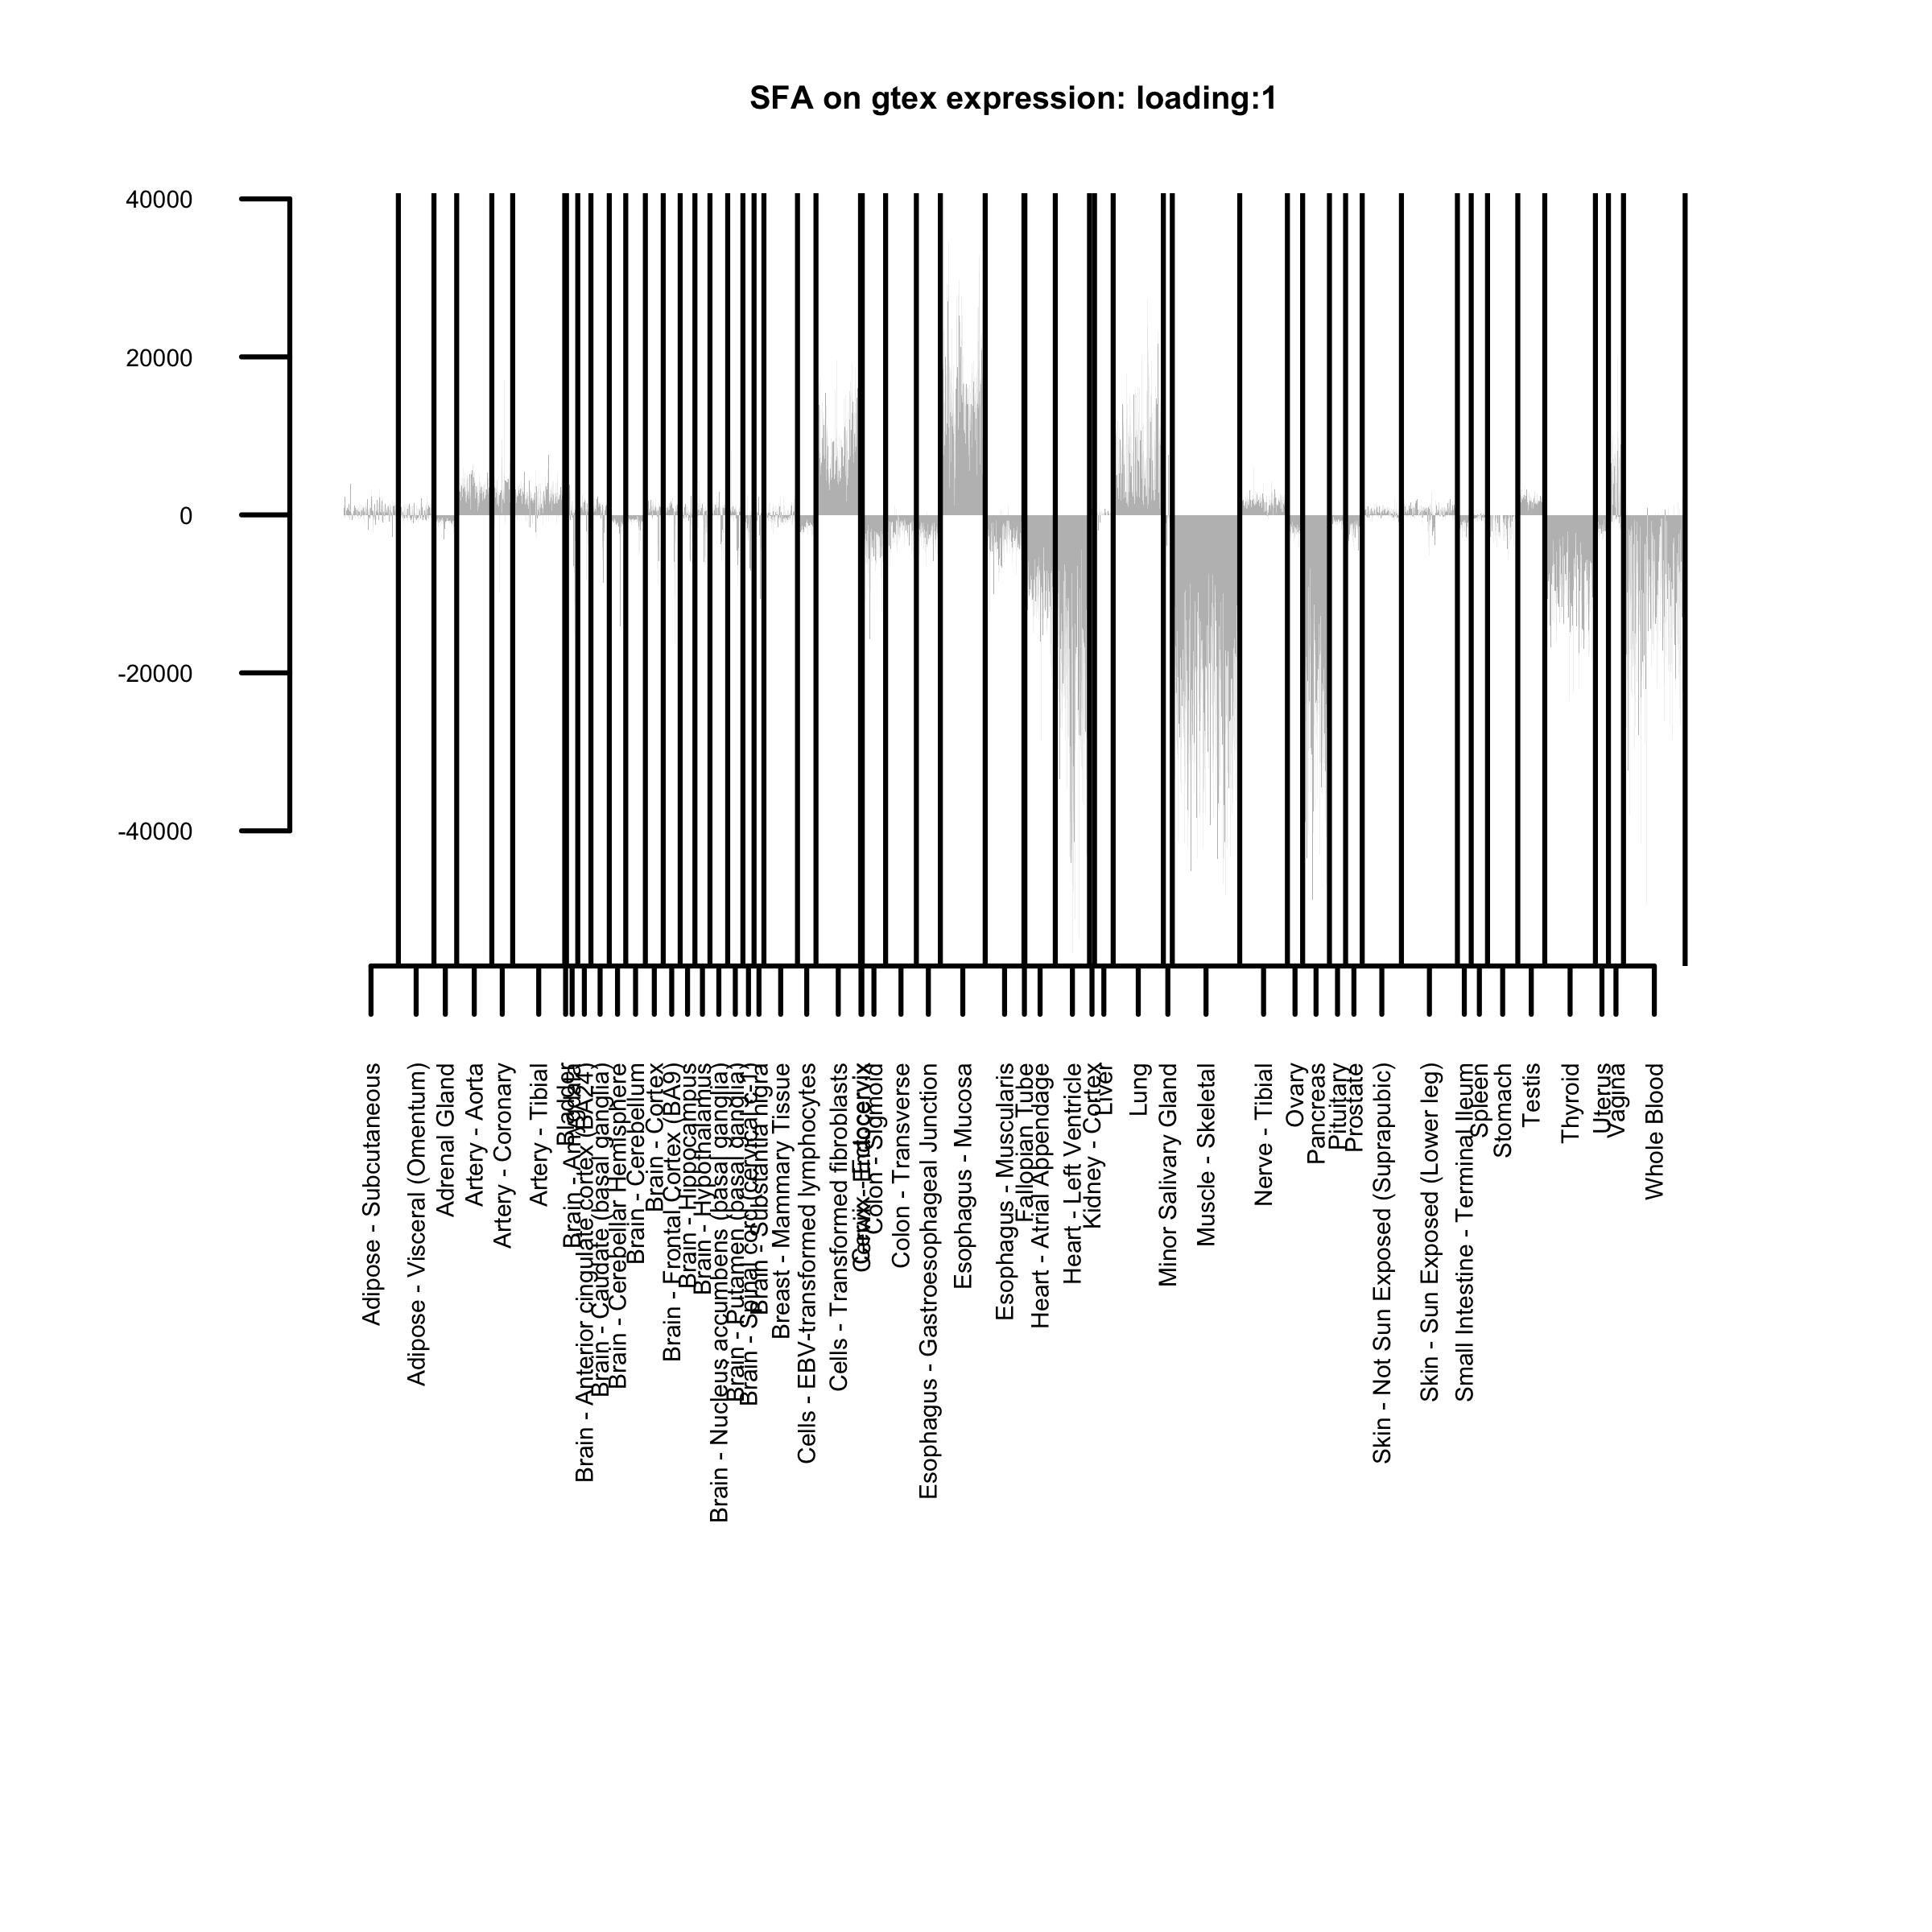 SFA on gtex expression: loading:1
40000
20000
0
-20000
-40000
Adipose - Subcutaneous
Adipose - Visceral (Omentum)
Adrenal Gland
Artery - Aorta
Artery - Coronary
Artery - Tibial
Bladder
Brain - Amygdala
Brain - Anterior cingulate cortex (BA24)
Brain - Caudate (basal ganglia)
Brain - Cerebellar Hemisphere
Brain - Cerebellum
Brain - Cortex
Brain - Frontal Cortex (BA9)
Brain - Hippocampus
Brain - Hypothalamus
Brain - Nucleus accumbens (basal ganglia)
Brain - Putamen (basal ganglia)
Brain - Spinal cord (cervical c-1)
Brain - Substantia nigra
Breast - Mammary Tissue
Cells - EBV-transformed lymphocytes
Cells - Transformed fibroblasts
Cervix - Endocervix
Colon - Sigmoid
Colon - Transverse
Esophagus - Gastroesophageal Junction
Esophagus - Mucosa
Esophagus - Muscularis
Fallopian Tube
Heart - Atrial Appendage
Heart - Left Ventricle
Kidney - Cortex
Liver
Lung
Minor Salivary Gland
Muscle - Skeletal
Nerve - Tibial
Ovary
Pancreas
Pituitary
Prostate
Skin - Not Sun Exposed (Suprapubic)
Skin - Sun Exposed (Lower leg)
Small Intestine - Terminal Ileum
Spleen
Stomach
Testis
Thyroid
Uterus
Vagina
Whole Blood